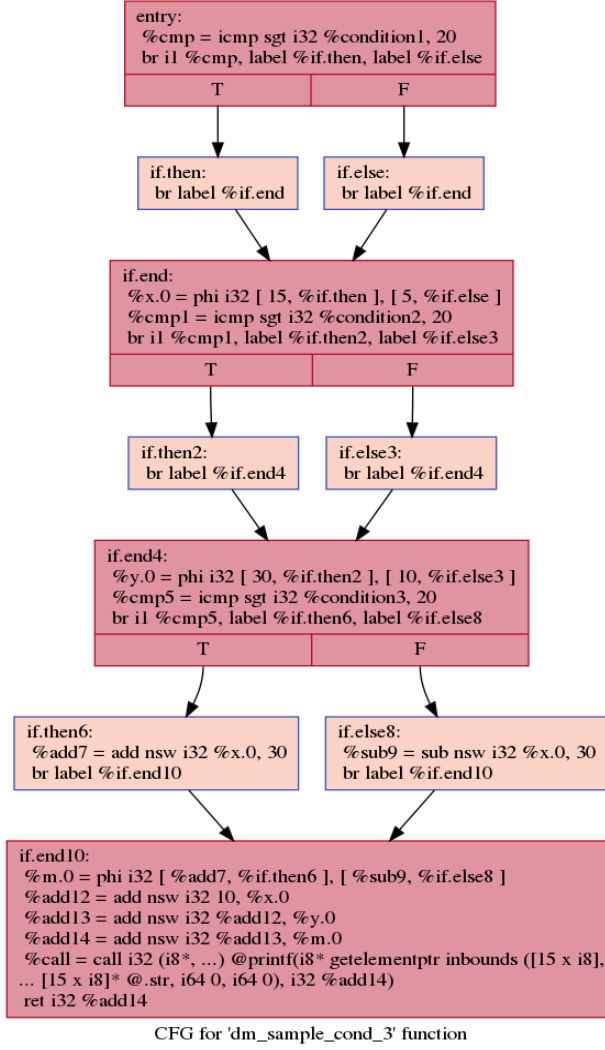 entry:
%cmp = icmp sgt i32 %condition1, 20
br i1 %cmp, label %if.then, label %if.else
T F
if.then:
br label %if.end
if.else:
br label %if.end
if.end:
%x.0 = phi i32 [ 15, %if.then ], [ 5, %if.else ]
%cmp1 = icmp sgt i32 %condition2, 20
br i1 %cmp1, label %if.then2, label %if.else3
T F
if.then2:
br label %if.end4
if.else3:
br label %if.end4
if.end4:
%y.0 = phi i32 [ 30, %if.then2 ], [ 10, %if.else3 ]
%cmp5 = icmp sgt i32 %condition3, 20
br i1 %cmp5, label %if.then6, label %if.else8
T F
if.then6:
%add7 = add nsw i32 %x.0, 30
br label %if.end10
if.else8:
%sub9 = sub nsw i32 %x.0, 30
br label %if.end10
if.end10:
%m.0 = phi i32 [ %add7, %if.then6 ], [ %sub9, %if.else8 ]
%add12 = add nsw i32 10, %x.0
%add13 = add nsw i32 %add12, %y.0
%add14 = add nsw i32 %add13, %m.0
%call = call i32 (i8*, ...) @printf(i8* getelementptr inbounds ([15 x i8],
... [15 x i8]* @.str, i64 0, i64 0), i32 %add14)
ret i32 %add14
CFG for 'dm_sample_cond_3' function